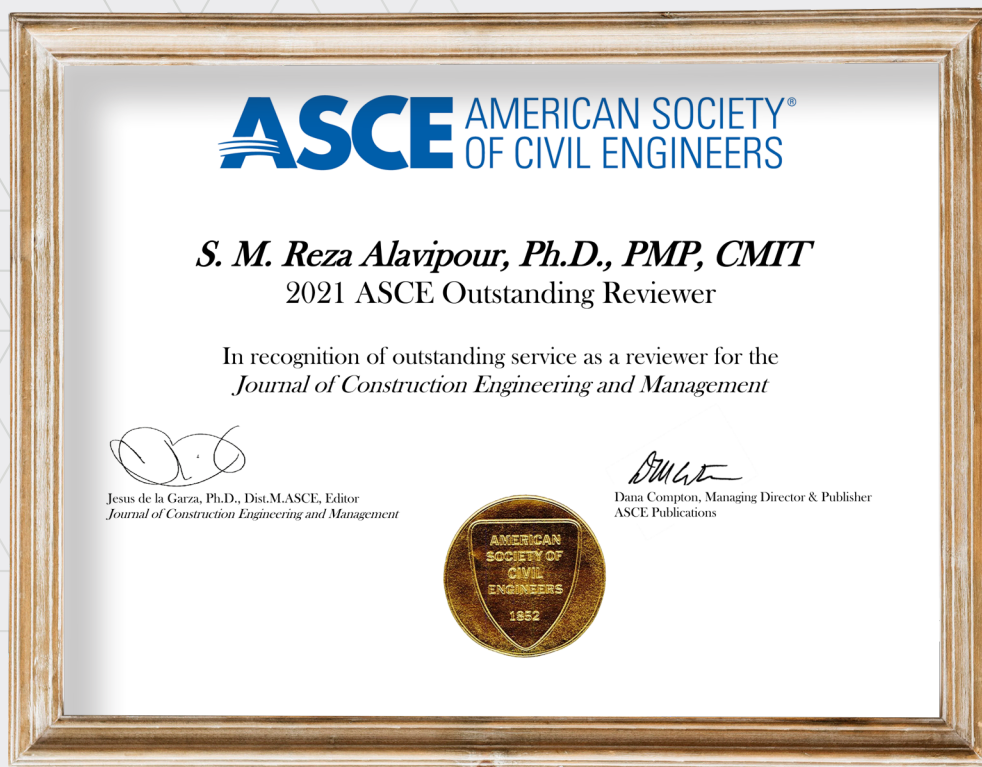 ASCE AMERICAN SOCIETY®
OF CIVIL ENGINEERS
S. M. Reza Alavipour, Ph.D., PMP, CMIT
2021 ASCE Outstanding Reviewer
In recognition of outstanding service as a reviewer for the
Journal of Construction Engineering and Management
Jesus de la Garza, Ph.D., Dist.M.ASCE, Editor
Journal of Construction Engineering and Management
Dana Compton, Managing Director & Publisher
ASCE Publications
AMERICAN
SOCIETY OF
CIVIL
ENGINEERS
1852